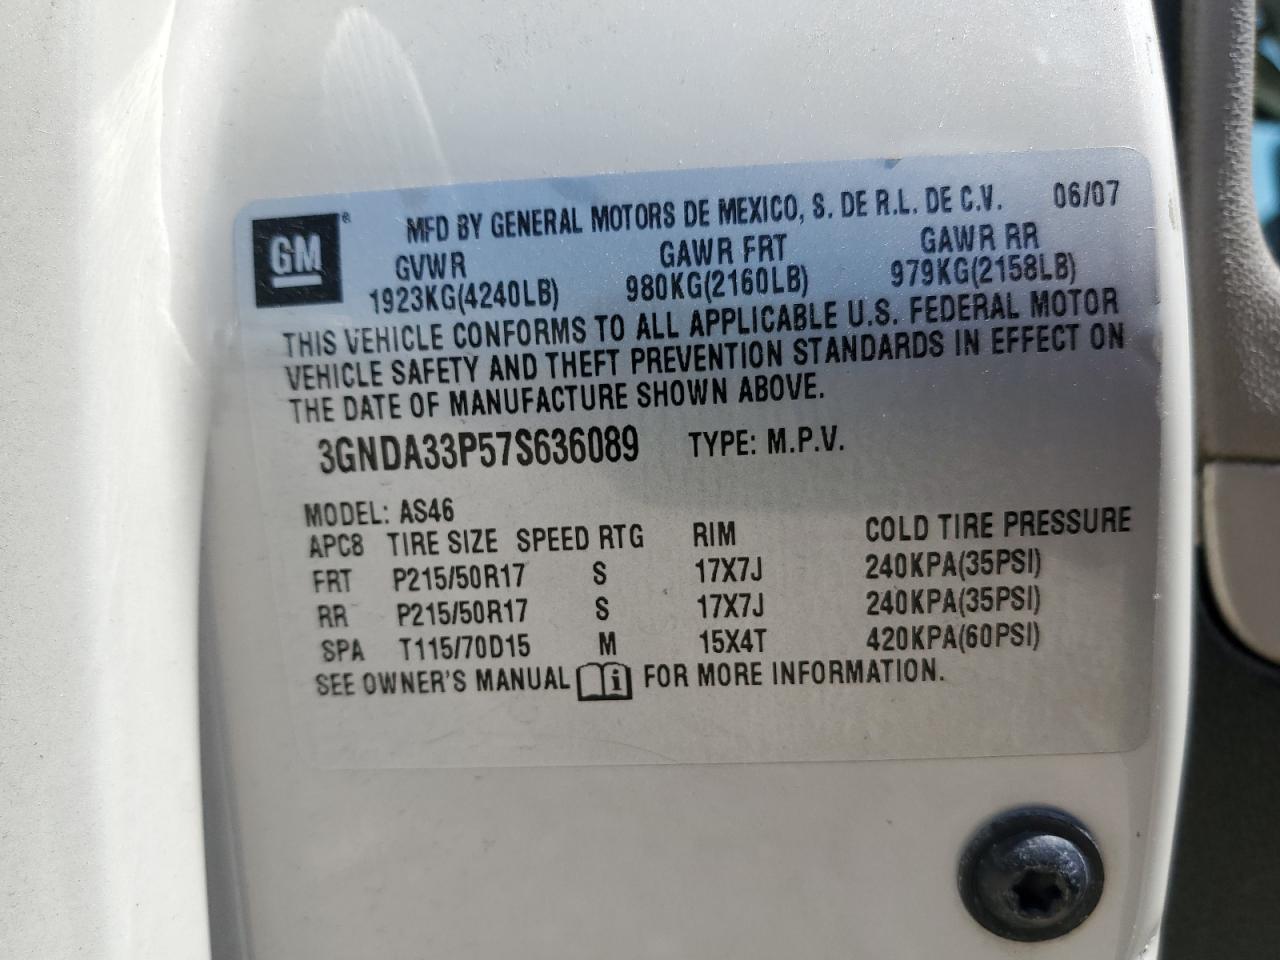 GM ®
MFD BY GENERAL MOTORS DE MEXICO, S. DE R.L. DE C.V. 06/07
GVWR GAWR FRT GAWR RR
1923KG(4240LB) 980KG(2160LB) 979KG(2158LB)
THIS VEHICLE CONFORMS TO ALL APPLICABLE U.S. FEDERAL MOTOR
VEHICLE SAFETY AND THEFT PREVENTION STANDARDS IN EFFECT ON
THE DATE OF MANUFACTURE SHOWN ABOVE.
3GNDA33P57S636089 TYPE: M.P.V.
MODEL: AS46
APC8 TIRE SIZE SPEED RTG RIM COLD TIRE PRESSURE
FRT P215/50R17 S 17X7J 240KPA(35PSI)
RR P215/50R17 S 17X7J 240KPA(35PSI)
SPA T115/70D15 M 15X4T 420KPA(60PSI)
SEE OWNER'S MANUAL i FOR MORE INFORMATION.